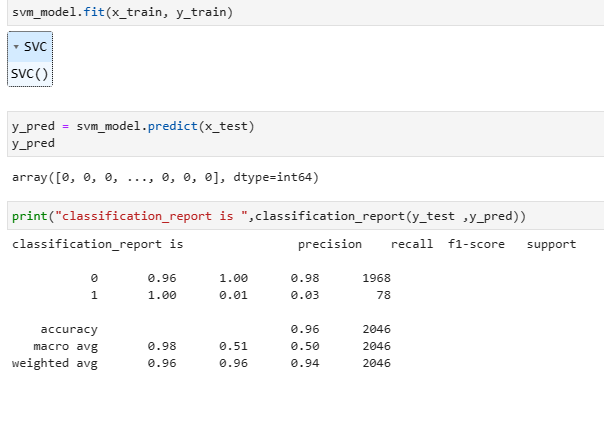 svm_model.fit(x_train, y_train)
▾ SVC
SVC()
y_pred = svm_model.predict(x_test)
y_pred
array([0, 0, 0, ..., 0, 0, 0], dtype=int64)
print("classification_report is ",classification_report(y_test ,y_pred))
classification_report is                precision    recall  f1-score   support
           0       0.96      1.00      0.98      1968
           1       1.00      0.01      0.03        78
    accuracy                           0.96      2046
   macro avg       0.98      0.51      0.50      2046
weighted avg       0.96      0.96      0.94      2046